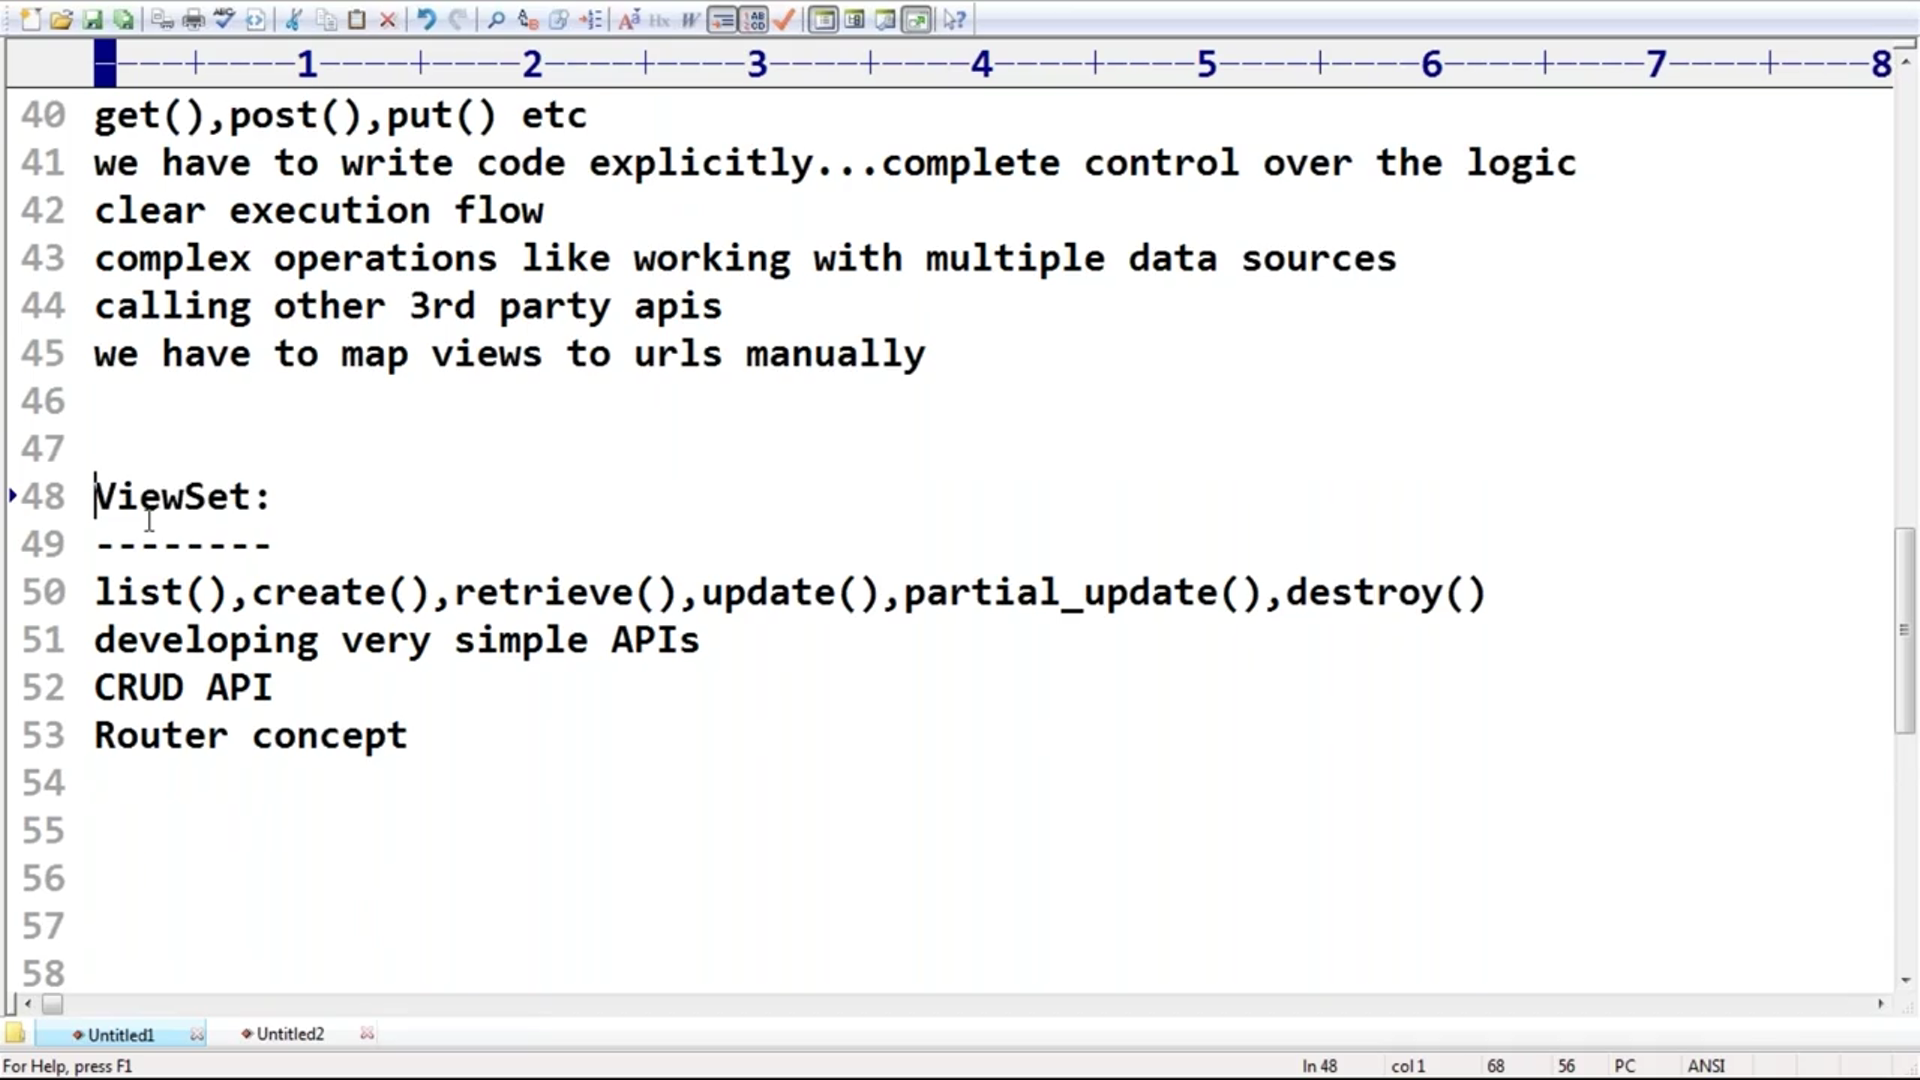 1 2 3 4 5 6 7 8
40 get(),post(),put() etc
41 we have to write code explicitly...complete control over the logic
42 clear execution flow
43 complex operations like working with multiple data sources
44 calling other 3rd party apis
45 we have to map views to urls manually
46
47
48 ViewSet:
49 --------
50 list(),create(),retrieve(),update(),partial_update(),destroy()
51 developing very simple APIs
52 CRUD API
53 Router concept
54
55
56
57
58
Untitled1 Untitled2
For Help, press F1 ln 48 col 1 68 56 PC ANSI